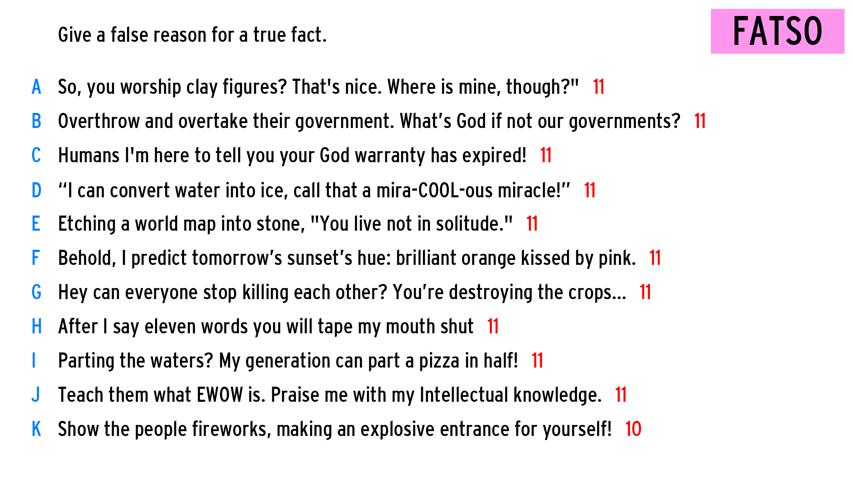 Give a false reason for a true fact.
FATSO
A So, you worship clay figures? That's nice. Where is mine, though?" 11
B Overthrow and overtake their government. What's God if not our governments? 11
C Humans I'm here to tell you your God warranty has expired! 11
D “I can convert water into ice, call that a mira-COOL-ous miracle!” 11
E Etching a world map into stone, "You live not in solitude." 11
F Behold, I predict tomorrow’s sunset’s hue: brilliant orange kissed by pink. 11
G Hey can everyone stop killing each other? You’re destroying the crops... 11
H After I say eleven words you will tape my mouth shut 11
I Parting the waters? My generation can part a pizza in half! 11
J Teach them what EWOW is. Praise me with my Intellectual knowledge. 11
K Show the people fireworks, making an explosive entrance for yourself! 10